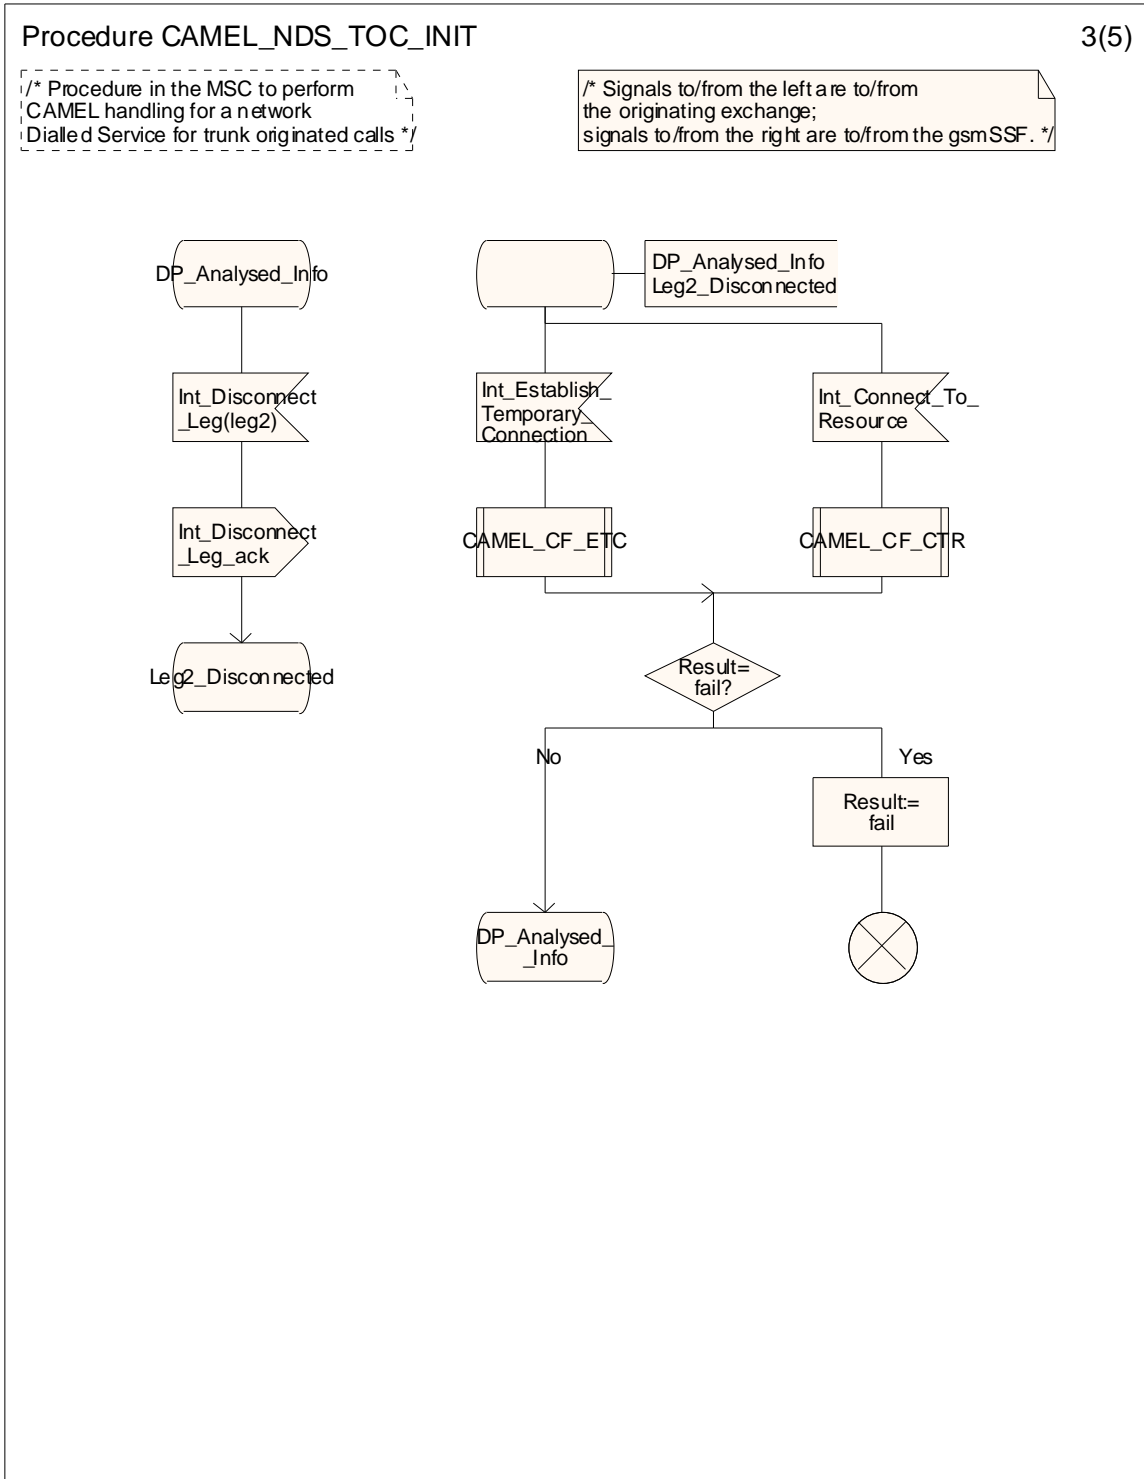 Procedure CAMEL_NDS_TOC_INIT
3(5)
/* Procedure in the MSC to perform
CAMEL handling for a network
Dialled Service for trunk originated calls */
/* Signals to/from the left are to/from
the originating exchange;
signals to/from the right are to/from the gsmSSF. */
DP_Analysed_Info
DP_Analysed_Info
Leg2_Disconnected
Int_Disconnect
_Leg(leg2)
Int_Establish_
Temporary_
Connection
Int_Connect_To_
Resource
Int_Disconnect
_Leg_ack
CAMEL_CF_ETC
CAMEL_CF_CTR
Leg2_Disconnected
Result=
fail?
No
Yes
Result:=
fail
DP_Analysed_
_Info